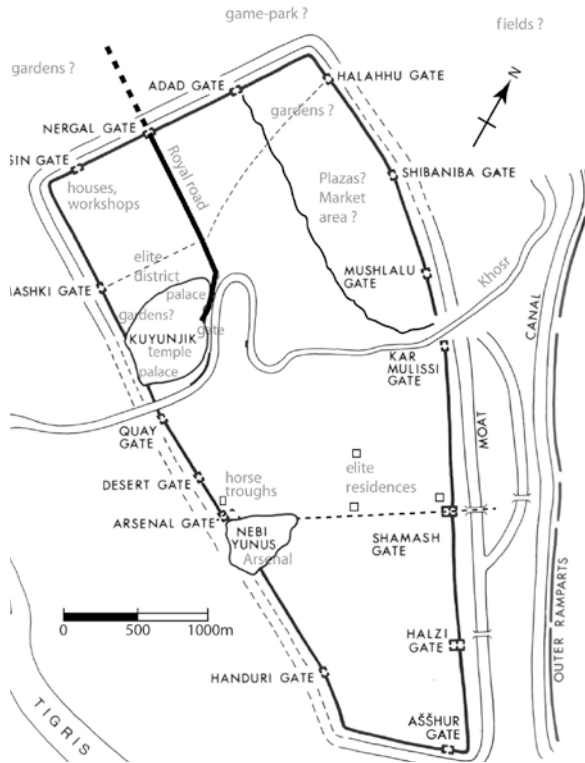 game-park ?
fields ?
gardens ?
ADAD GATE
HALAHHU GATE
N
NERGAL GATE
gardens ?
SIN GATE
Royal road
SHIBANIBA GATE
houses,
workshops
Plazas?
Market
area ?
elite
district
MUSHLALU
GATE
Khosr
ASHKI GATE
palace
gardens?
gate
KUYUNJIK
temple
palace
KAR
MULISSI
GATE
CANAL
QUAY
GATE
MOAT
DESERT GATE
horse
troughs
elite
residences
ARSENAL GATE
NEBI
YUNUS
Arsenal
SHAMASH
GATE
0 500 1000m
HALZI
GATE
OUTER RAMPARTS
HANDURI GATE
TIGRIS
AŠŠHUR
GATE